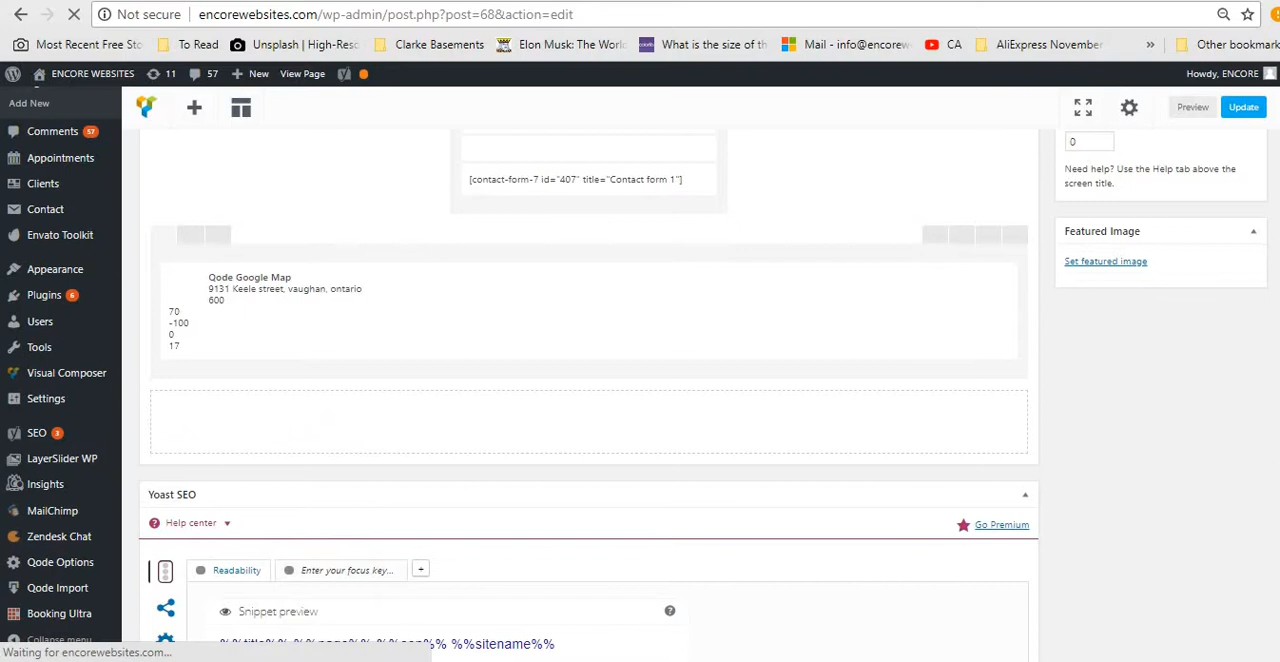 Not secure encorewebsites.com/wp-admin/post.php?post=68&action=edit
Most Recent Free Sto To Read Unsplash | High-Reso Clarke Basements Elon Musk: The World What is the size of th Mail - info@encorew CA AliExpress November » Other bookmark
ENCORE WEBSITES 11 57 New View Page Howdy, ENCORE
Add New
Comments 57
Appointments
Clients
Contact
Envato Toolkit
Appearance
Plugins 6
Users
Tools
Visual Composer
Settings
SEO 3
LayerSlider WP
Insights
MailChimp
Zendesk Chat
Qode Options
Qode Import
Booking Ultra
Collapse menu
Waiting for encorewebsites.com...
Preview Update
[contact-form-7 id="407" title="Contact form 1"]
Qode Google Map
9131 Keele street, vaughan, ontario
600
70
-100
0
17
Yoast SEO
Help center
Go Premium
Readability Enter your focus key... +
Snippet preview
%%sitename%%
0
Need help? Use the Help tab above the
screen title.
Featured Image
Set featured image